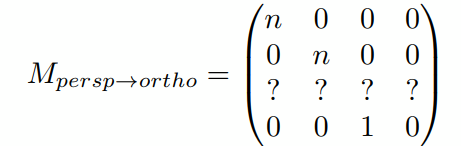 n 0 0 0
0 n 0 0
M_{persp→ortho} =
? ? ? ?
0 0 1 0